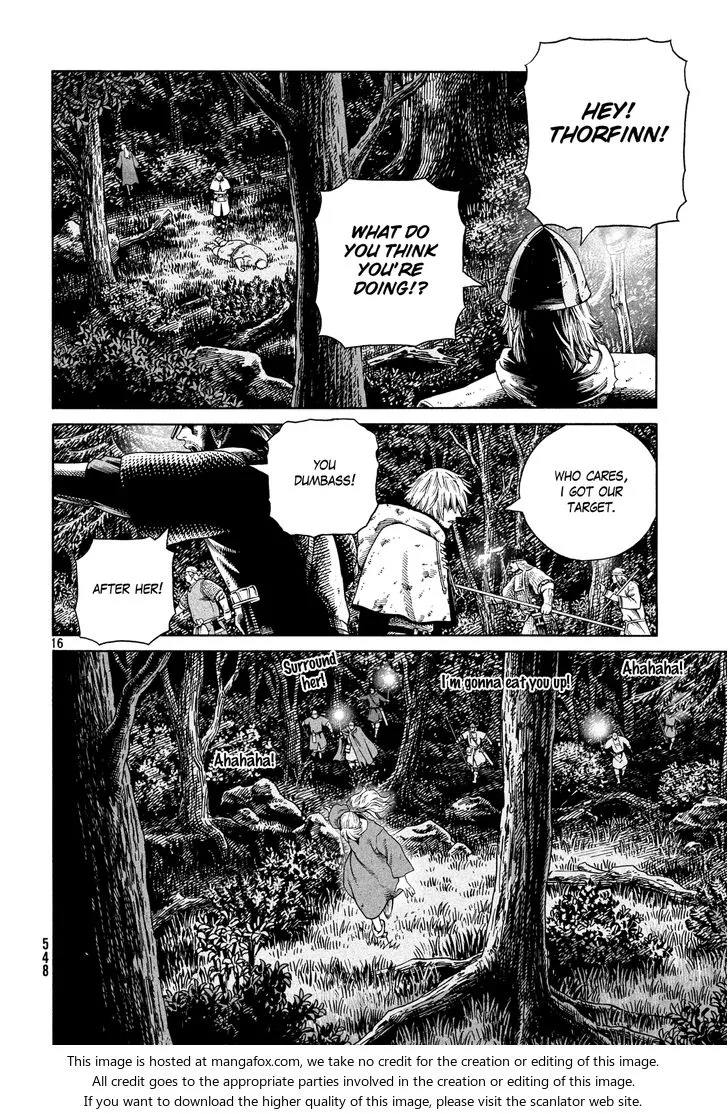 HEY!
THORFINN!
WHAT DO
YOU THINK
YOU'RE
DOING!?
WHO CARES,
I GOT OUR
TARGET.
YOU
DUMBASS!
AFTER HER!
16
Surround
her!
I'm gonna eat you up!
Ahahaha!
Ahahaha!
548
This image is hosted at mangafox.com, we take no credit for the creation or editing of this image.
All credit goes to the appropriate parties involved in the creation or editing of this image.
If you want to download the higher quality of this image, please visit the scanlator web site.